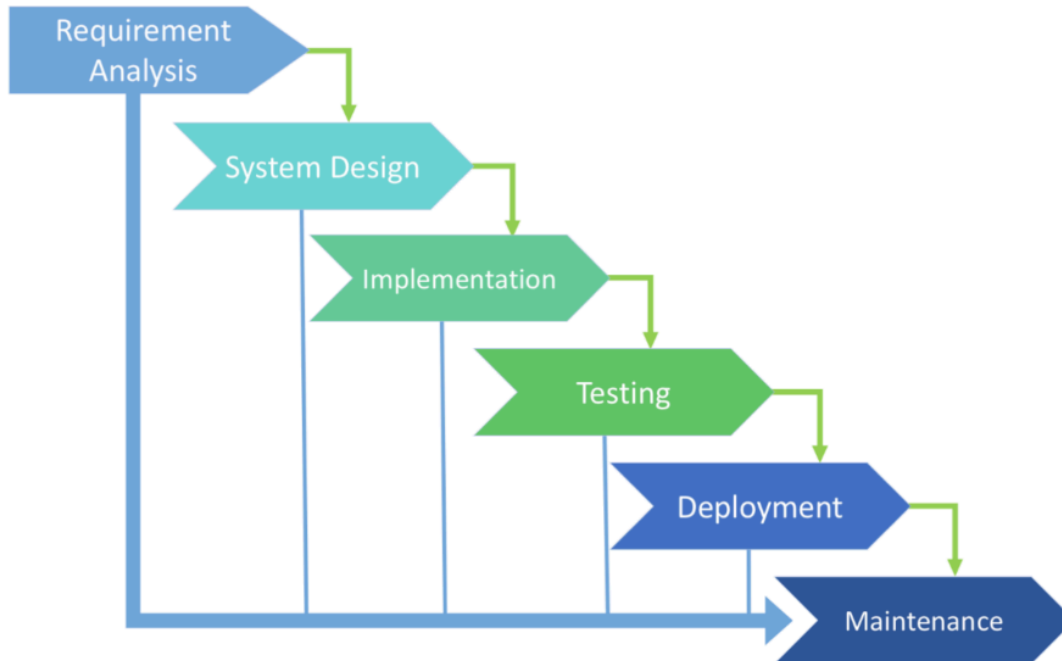 Requirement
Analysis
System Design
Implementation
Testing
Deployment
Maintenance